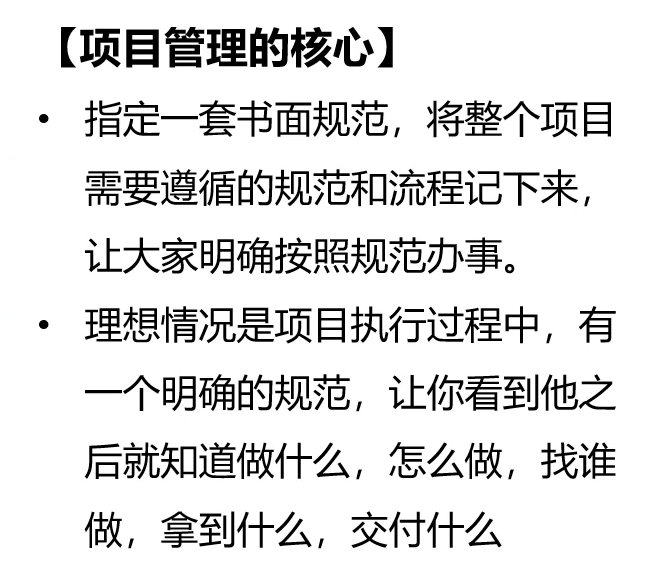 【项目管理的核心】
• 指定一套书面规范，将整个项目
需要遵循的规范和流程记下来，
让大家明确按照规范办事。
• 理想情况是项目执行过程中，有
一个明确的规范，让你看到他之
后就知道做什么，怎么做，找谁
做，拿到什么，交付什么